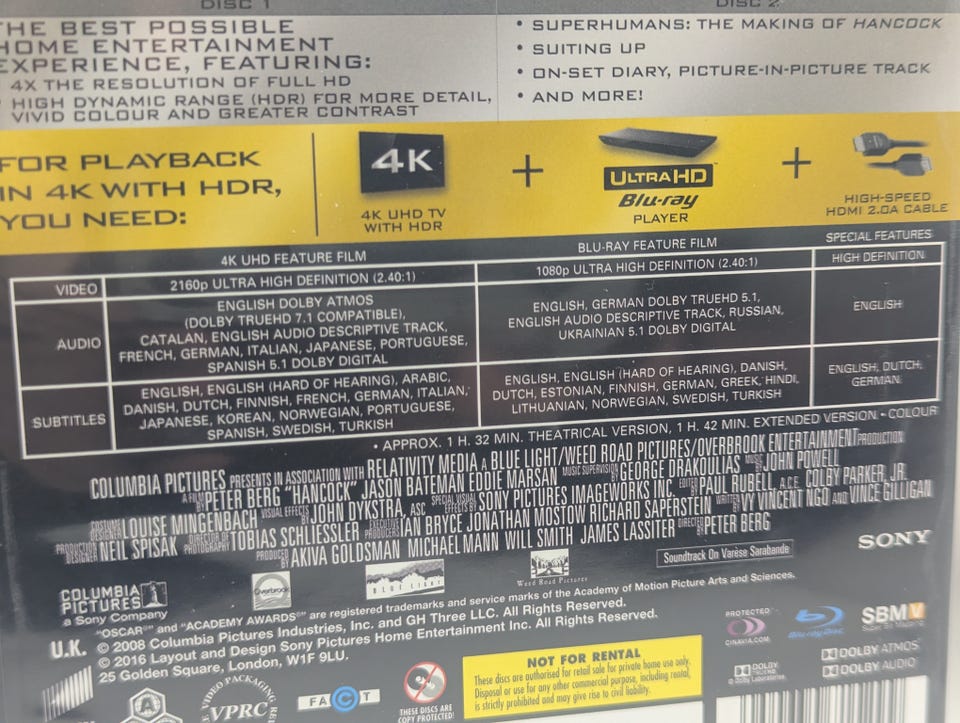 DISC 1
THE BEST POSSIBLE
HOME ENTERTAINMENT
EXPERIENCE, FEATURING:
4X THE RESOLUTION OF FULL HD
HIGH DYNAMIC RANGE (HDR) FOR MORE DETAIL,
VIVID COLOUR AND GREATER CONTRAST
DISC 2
• SUPERHUMANS: THE MAKING OF HANCOCK
• SUITING UP
• ON-SET DIARY, PICTURE-IN-PICTURE TRACK
• AND MORE!
FOR PLAYBACK
IN 4K WITH HDR,
YOU NEED:
4K
4K UHD TV
WITH HDR
+
ULTRA HD
Blu-ray
PLAYER
+
HIGH-SPEED
HDMI 2.0A CABLE
4K UHD FEATURE FILM
BLU-RAY FEATURE FILM
SPECIAL FEATURES
VIDEO
2160p ULTRA HIGH DEFINITION (2.40:1)
1080p ULTRA HIGH DEFINITION (2.40:1)
HIGH DEFINITION
AUDIO
ENGLISH DOLBY ATMOS
(DOLBY TRUEHD 7.1 COMPATIBLE),
CATALAN, ENGLISH AUDIO DESCRIPTIVE TRACK,
FRENCH, GERMAN, ITALIAN, JAPANESE, PORTUGUESE,
SPANISH 5.1 DOLBY DIGITAL
ENGLISH, GERMAN DOLBY TRUEHD 5.1,
ENGLISH AUDIO DESCRIPTIVE TRACK, RUSSIAN,
UKRAINIAN 5.1 DOLBY DIGITAL
ENGLISH
SUBTITLES
ENGLISH, ENGLISH (HARD OF HEARING), ARABIC,
DANISH, DUTCH, FINNISH, FRENCH, GERMAN, ITALIAN,
JAPANESE, KOREAN, NORWEGIAN, PORTUGUESE,
SPANISH, SWEDISH, TURKISH
ENGLISH, ENGLISH (HARD OF HEARING), DANISH,
DUTCH, ESTONIAN, FINNISH, GERMAN, GREEK, HINDI,
LITHUANIAN, NORWEGIAN, SWEDISH, TURKISH
ENGLISH, DUTCH,
GERMAN
• APPROX. 1 H. 32 MIN. THEATRICAL VERSION, 1 H. 42 MIN. EXTENDED VERSION • COLOUR
COLUMBIA PICTURES PRESENTS IN ASSOCIATION WITH RELATIVITY MEDIA A BLUE LIGHT/WEED ROAD PICTURES/OVERBROOK ENTERTAINMENT PRODUCTION
A FILM BY PETER BERG "HANCOCK" JASON BATEMAN EDDIE MARSAN MUSIC SUPERVISION BY GEORGE DRAKOULIAS MUSIC BY JOHN POWELL
COSTUME DESIGNER LOUISE MINGENBACH VISUAL EFFECTS BY JOHN DYKSTRA, ASC SPECIAL VISUAL EFFECTS BY SONY PICTURES IMAGEWORKS INC. EDITED BY PAUL RUBELL, A.C.E. COLBY PARKER, JR.
PRODUCTION DESIGNER NEIL SPISAK DIRECTOR OF PHOTOGRAPHY TOBIAS SCHLIESSLER EXECUTIVE PRODUCERS IAN BRYCE JONATHAN MOSTOW RICHARD SAPERSTEIN WRITTEN BY VY VINCENT NGO AND VINCE GILLIGAN
PRODUCED BY AKIVA GOLDSMAN MICHAEL MANN WILL SMITH JAMES LASSITER DIRECTED BY PETER BERG
COLUMBIA
PICTURES
a Sony Company
Overbrook
BLUE LIGHT
Weed Road Pictures
Soundtrack On Varèse Sarabande
SONY
"OSCAR®" and "ACADEMY AWARDS®" are registered trademarks and service marks of the Academy of Motion Picture Arts and Sciences.
U.K.
© 2008 Columbia Pictures Industries, Inc. and GH Three LLC. All Rights Reserved.
© 2016 Layout and Design Sony Pictures Home Entertainment Inc. All Rights Reserved.
25 Golden Square, London, W1F 9LU.
PROTECTED
CINAVIA.COM
Blu-ray Disc
SBMV
DOLBY
DOLBY ATMOS
DOLBY AUDIO
A
VIDEO PACKAGING
VPRC
FACT
THESE DISCS ARE
COPY PROTECTED
NOT FOR RENTAL
These discs are authorised for retail sale for private home use only.
Disposal or use for any other commercial purpose, including rental,
is strictly prohibited and may give rise to civil liability.